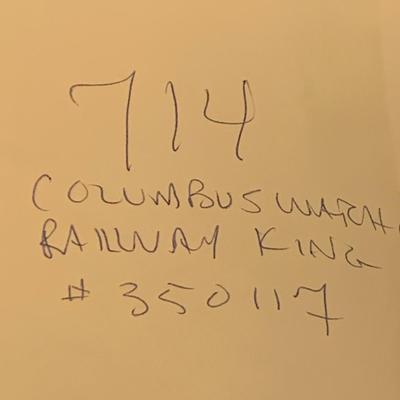 714
COLUMBUS WATCH
RAILWAY KING
# 350117